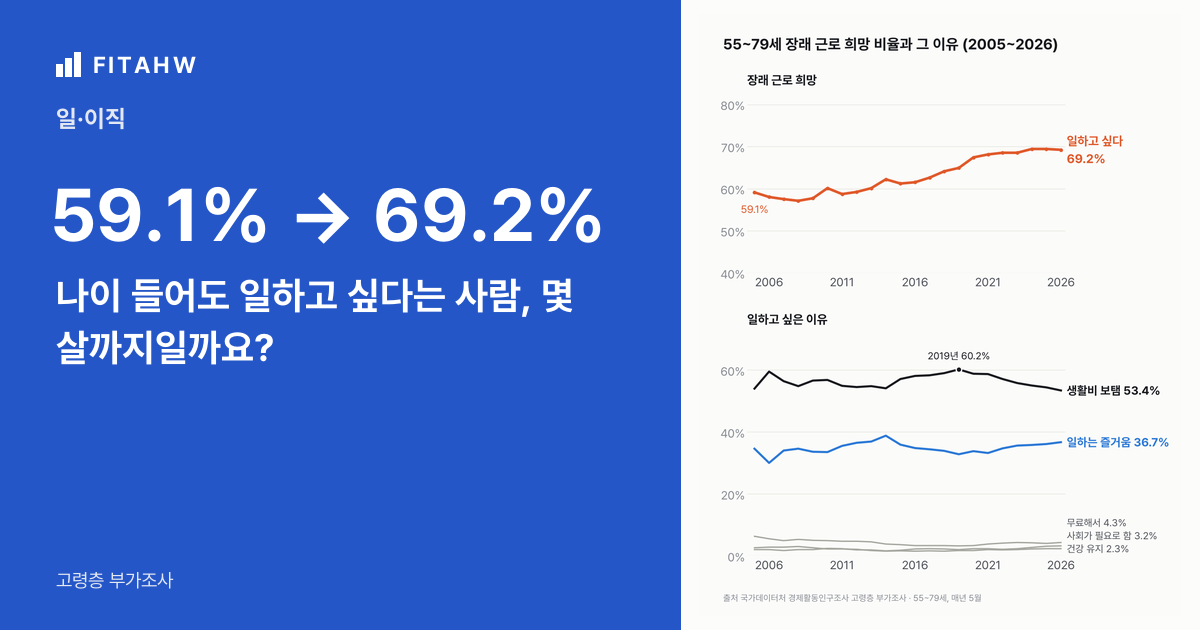 FITAHW
일·이직
59.1% → 69.2%
나이 들어도 일하고 싶다는 사람, 몇
살까지일까요?
고령층 부가조사
55~79세 장래 근로 희망 비율과 그 이유 (2005~2026)
장래 근로 희망
80%
70%
60%
50%
40%
일하고 싶다
69.2%
59.1%
2006 2011 2016 2021 2026
일하고 싶은 이유
2019년 60.2%
60%
40%
20%
0%
생활비 보탬 53.4%
일하는 즐거움 36.7%
무료해서 4.3%
사회가 필요로 함 3.2%
건강 유지 2.3%
2006 2011 2016 2021 2026
출처 국가데이터처 경제활동인구조사 고령층 부가조사 · 55~79세, 매년 5월